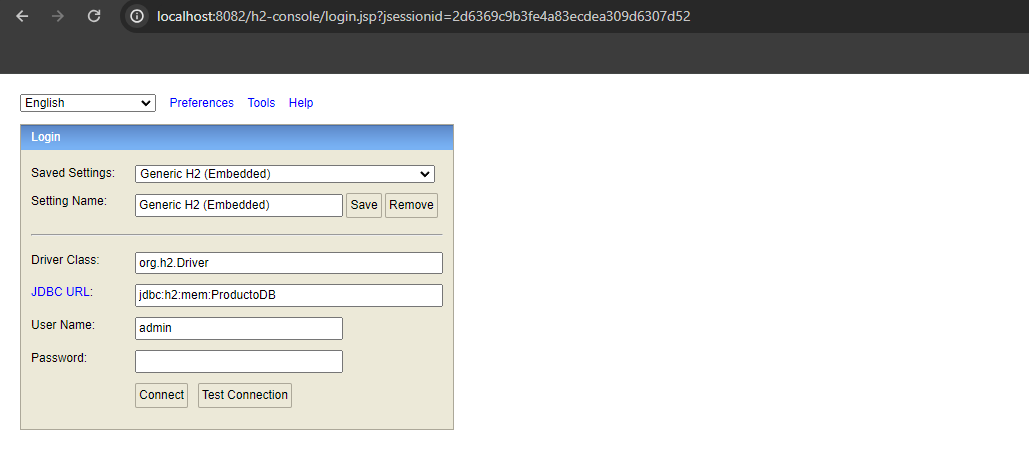 localhost:8082/h2-console/login.jsp?jsessionid=2d6369c9b3fe4a83ecdea309d6307d52
English Preferences Tools Help
Login
Saved Settings: Generic H2 (Embedded)
Setting Name: Generic H2 (Embedded) Save Remove
Driver Class: org.h2.Driver
JDBC URL: jdbc:h2:mem:ProductoDB
User Name: admin
Password:
Connect Test Connection